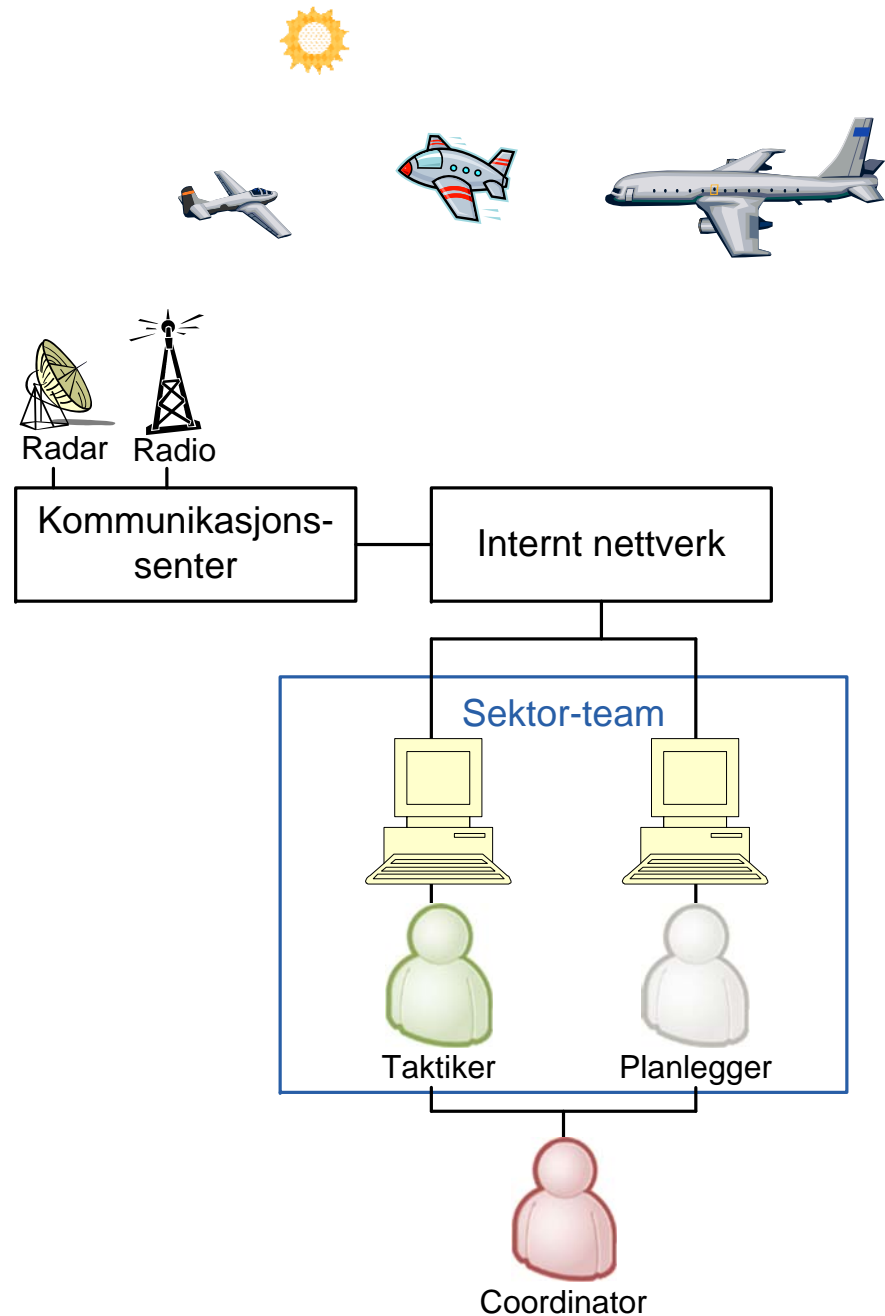 Radar
Radio
Kommunikasjons-
senter
Internt nettverk
Sektor-team
Taktiker
Planlegger
Coordinator